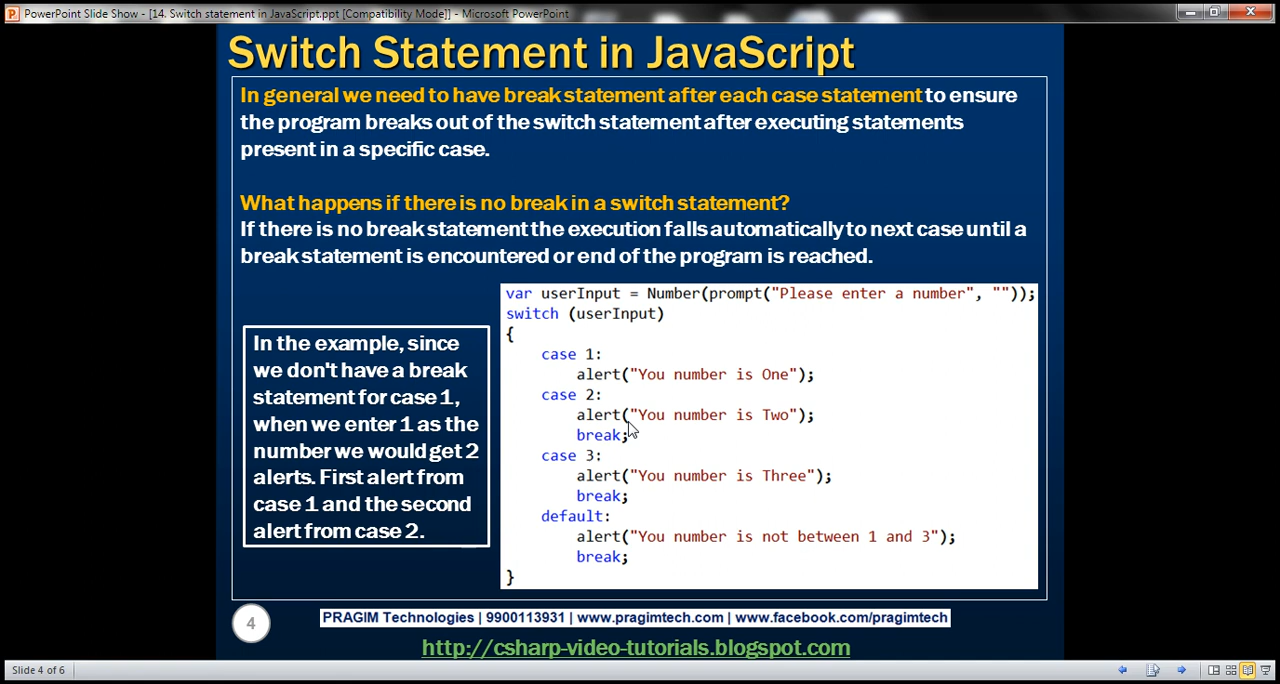 PowerPoint Slide Show - [14. Switch statement in JavaScript.ppt [Compatibility Mode]] - Microsoft PowerPoint
Switch Statement in JavaScript
In general we need to have break statement after each case statement to ensure
the program breaks out of the switch statement after executing statements
present in a specific case.
What happens if there is no break in a switch statement?
If there is no break statement the execution falls automatically to next case until a
break statement is encountered or end of the program is reached.
In the example, since
we don't have a break
statement for case 1,
when we enter 1 as the
number we would get 2
alerts. First alert from
case 1 and the second
alert from case 2.
var userInput = Number(prompt("Please enter a number", ""));
switch (userInput)
{
case 1:
alert("You number is One");
case 2:
alert("You number is Two");
break;
case 3:
alert("You number is Three");
break;
default:
alert("You number is not between 1 and 3");
break;
}
4
PRAGIM Technologies | 9900113931 | www.pragimtech.com | www.facebook.com/pragimtech
http://csharp-video-tutorials.blogspot.com
Slide 4 of 6